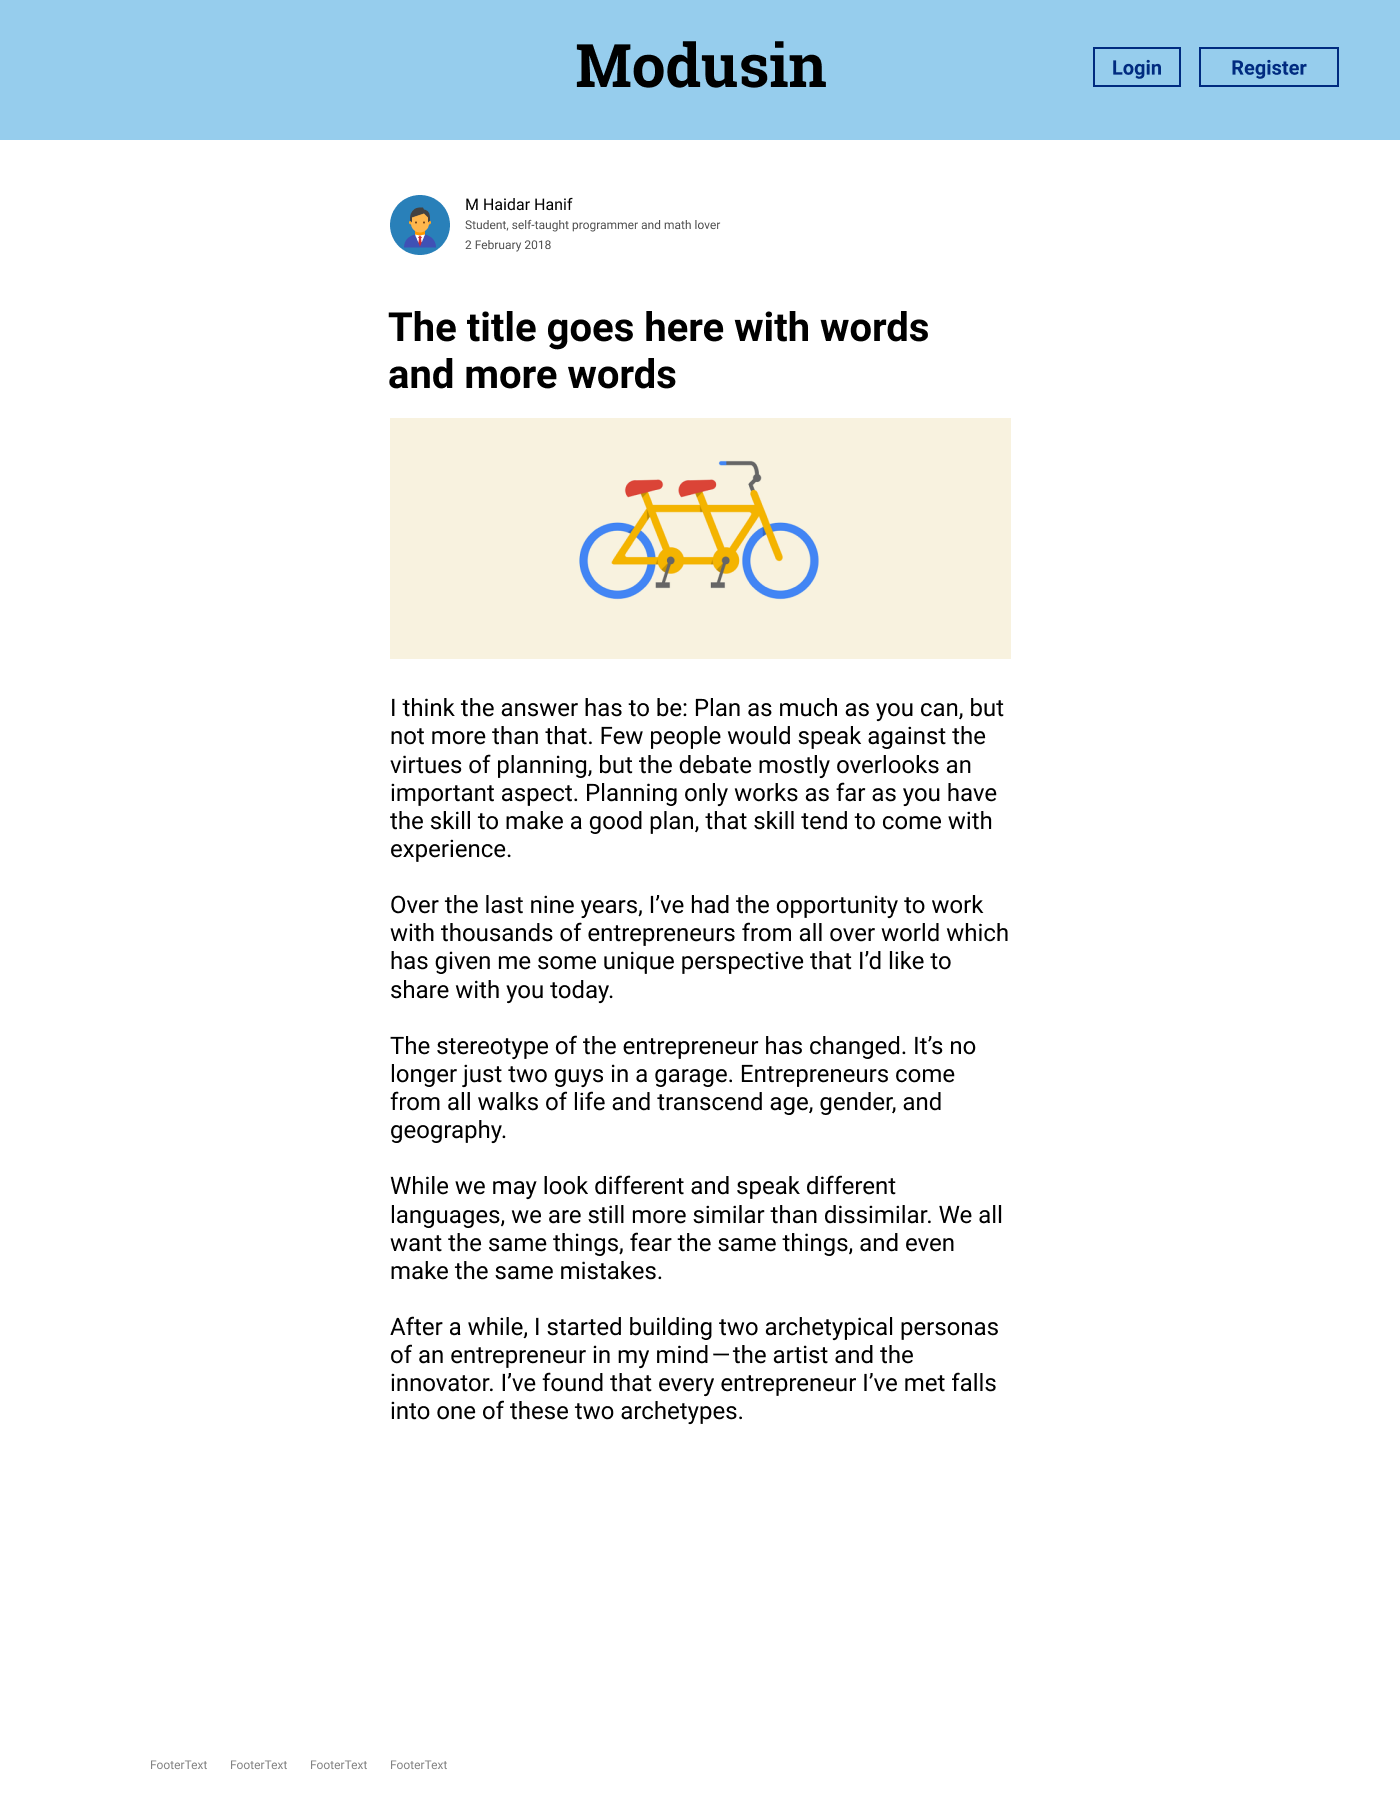 Modusin
Login
Register
M Haidar Hanif
Student, self-taught programmer and math lover
2 February 2018
The title goes here with words
and more words
I think the answer has to be: Plan as much as you can, but
not more than that. Few people would speak against the
virtues of planning, but the debate mostly overlooks an
important aspect. Planning only works as far as you have
the skill to make a good plan, that skill tend to come with
experience.
Over the last nine years, I’ve had the opportunity to work
with thousands of entrepreneurs from all over world which
has given me some unique perspective that I’d like to
share with you today.
The stereotype of the entrepreneur has changed. It’s no
longer just two guys in a garage. Entrepreneurs come
from all walks of life and transcend age, gender, and
geography.
While we may look different and speak different
languages, we are still more similar than dissimilar. We all
want the same things, fear the same things, and even
make the same mistakes.
After a while, I started building two archetypical personas
of an entrepreneur in my mind — the artist and the
innovator. I’ve found that every entrepreneur I’ve met falls
into one of these two archetypes.
FooterText FooterText FooterText FooterText